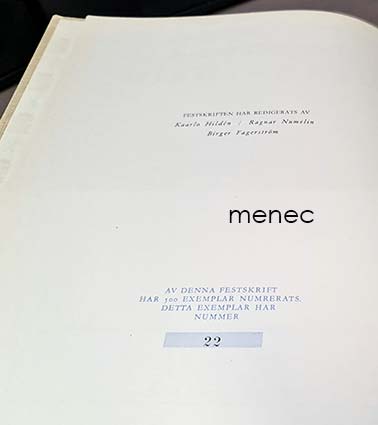 FESTSKRIFTEN HAR REDIGERATS AV
Kaarlo Hildén / Ragnar Numelin
Birger Fagerström
menec
AV DENNA FESTSKRIFT
HAR 500 EXEMPLAR NUMRERATS.
DETTA EXEMPLAR HAR
NUMMER
22